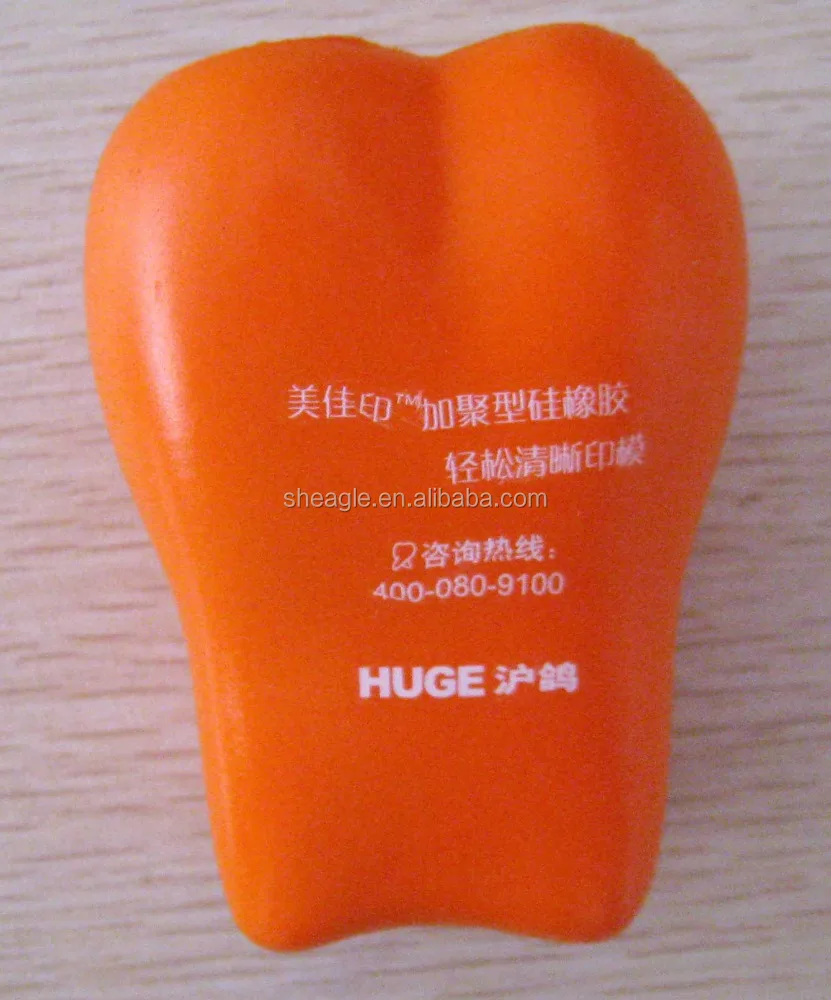 美佳印™加聚型硅橡胶
轻松清晰印模
sheagle.en.alibaba.com
咨询热线:
400-080-9100
HUGE 沪鸽